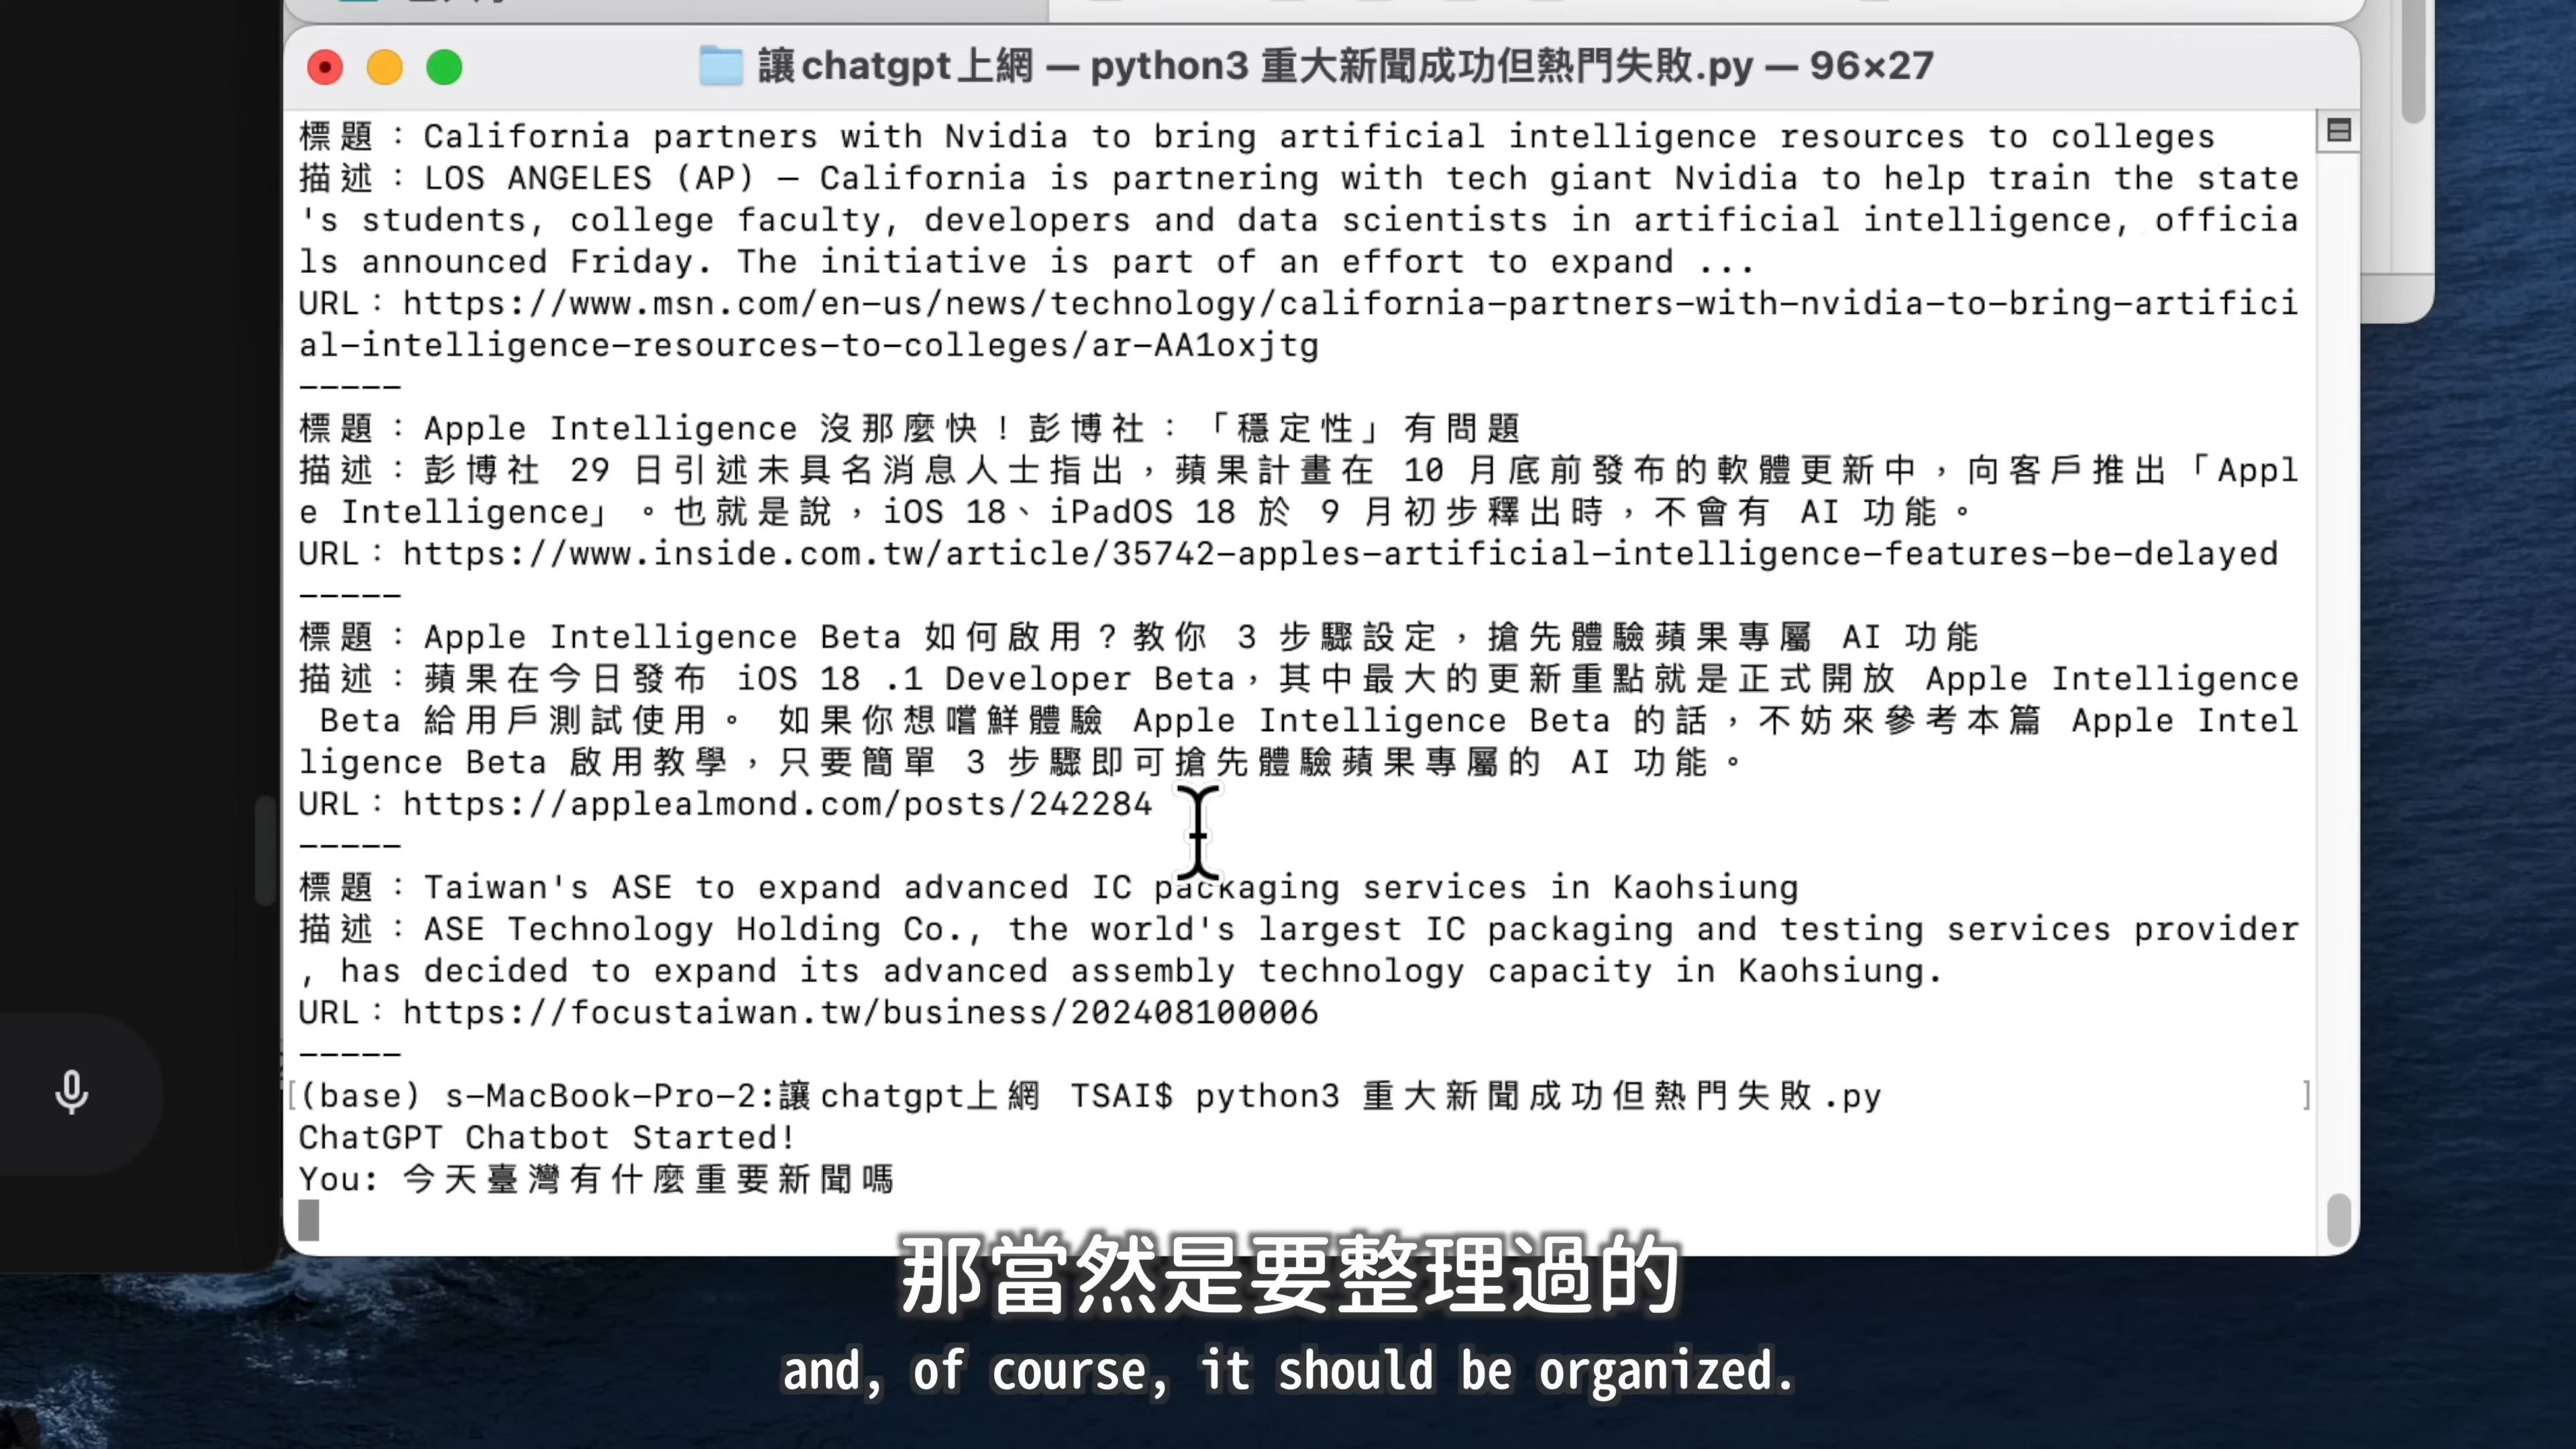 讓chatgpt上網 — python3 重大新聞成功但熱門失敗.py — 96×27
標題：California partners with Nvidia to bring artificial intelligence resources to colleges
描述：LOS ANGELES (AP) — California is partnering with tech giant Nvidia to help train the state
's students, college faculty, developers and data scientists in artificial intelligence, officia
ls announced Friday. The initiative is part of an effort to expand ...
URL：https://www.msn.com/en-us/news/technology/california-partners-with-nvidia-to-bring-artifici
al-intelligence-resources-to-colleges/ar-AA1oxjtg
-----
標題：Apple Intelligence 沒那麼快！彭博社：「穩定性」有問題
描述：彭博社 29 日引述未具名消息人士指出，蘋果計畫在 10 月底前發布的軟體更新中，向客戶推出「Appl
e Intelligence」。也就是說，iOS 18、iPadOS 18 於 9 月初步釋出時，不會有 AI 功能。
URL：https://www.inside.com.tw/article/35742-apples-artificial-intelligence-features-be-delayed
-----
標題：Apple Intelligence Beta 如何啟用？教你 3 步驟設定，搶先體驗蘋果專屬 AI 功能
描述：蘋果在今日發布 iOS 18 .1 Developer Beta，其中最大的更新重點就是正式開放 Apple Intelligence
 Beta 給用戶測試使用。 如果你想嚐鮮體驗 Apple Intelligence Beta 的話，不妨來參考本篇 Apple Intel
ligence Beta 啟用教學，只要簡單 3 步驟即可搶先體驗蘋果專屬的 AI 功能。
URL：https://applealmond.com/posts/242284
-----
標題：Taiwan's ASE to expand advanced IC packaging services in Kaohsiung
描述：ASE Technology Holding Co., the world's largest IC packaging and testing services provider
, has decided to expand its advanced assembly technology capacity in Kaohsiung.
URL：https://focustaiwan.tw/business/202408100006
-----
[(base) s-MacBook-Pro-2:讓chatgpt上網 TSAI$ python3 重大新聞成功但熱門失敗.py ]
ChatGPT Chatbot Started!
You: 今天臺灣有什麼重要新聞嗎
那當然是要整理過的
and, of course, it should be organized.